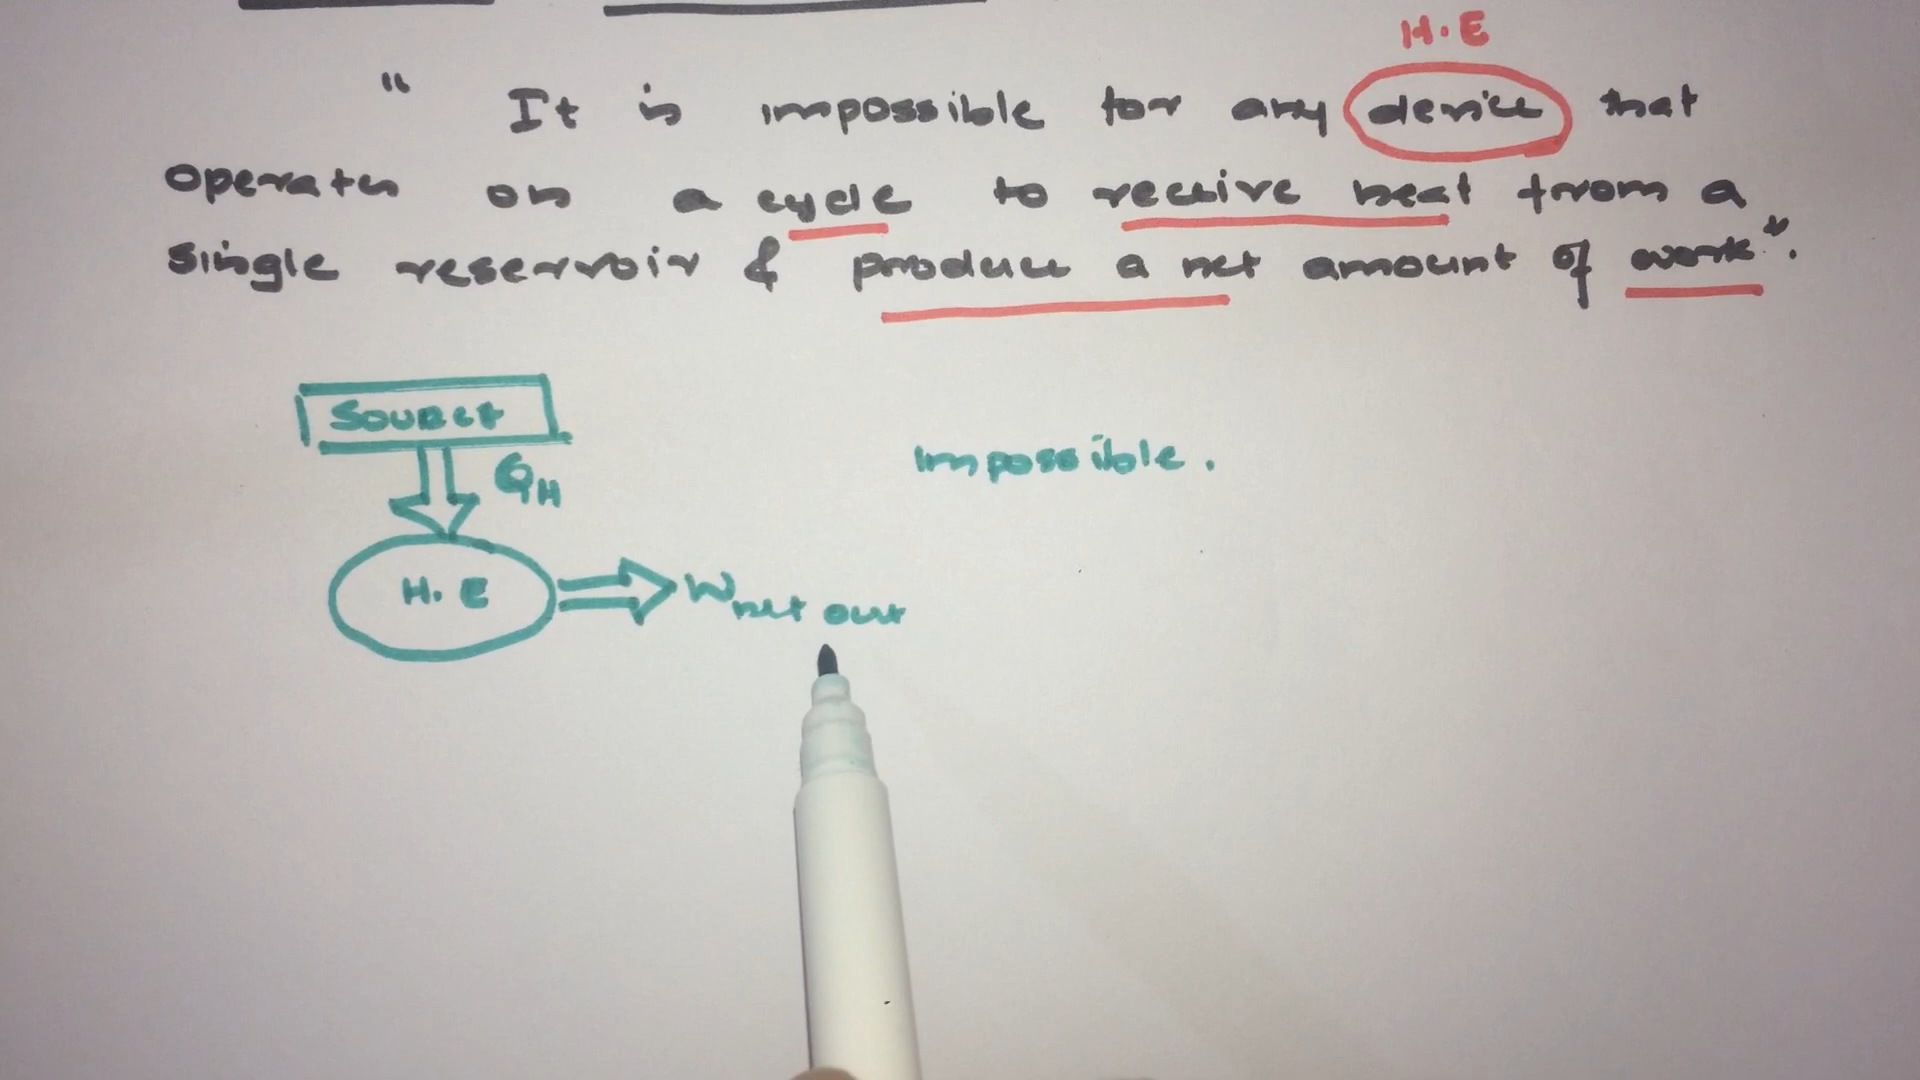 H.E
" It is impossible for any device that
operates on a cycle to receive heat from a
single reservoir & produce a net amount of work".
Source
QH
Impossible.
H.E
Wnet out